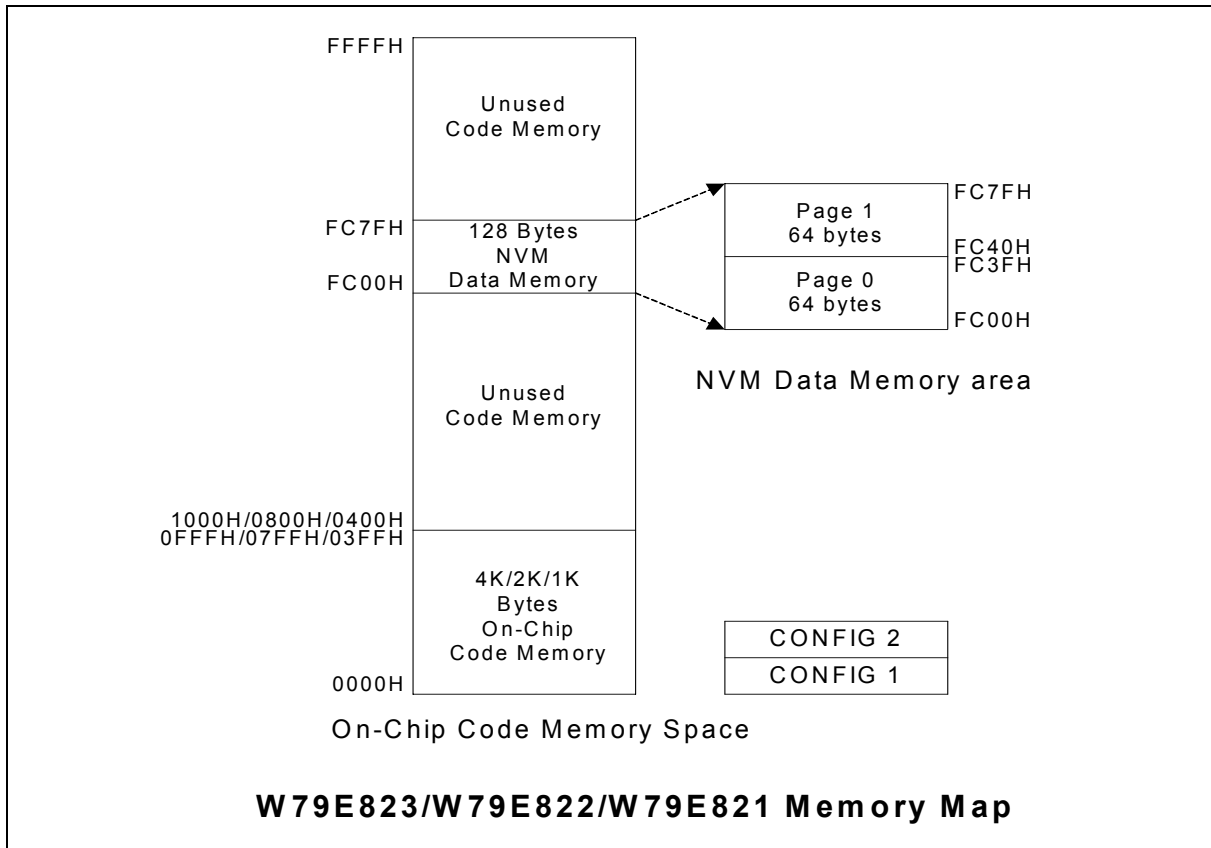 FFFFH
Unused
Code Memory
FC7FH
128 Bytes
NVM
Data Memory
FC00H
Unused
Code Memory
1000H/0800H/0400H
0FFFH/07FFH/03FFH
4K/2K/1K
Bytes
On-Chip
Code Memory
0000H
On-Chip Code Memory Space
Page 1
64 bytes
FC7FH
FC40H
FC3FH
Page 0
64 bytes
FC00H
NVM Data Memory area
CONFIG 2
CONFIG 1
W79E823/W79E822/W79E821 Memory Map